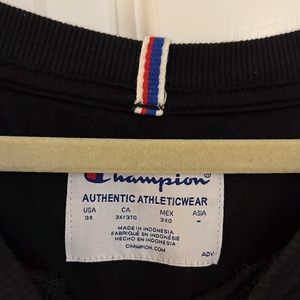 Champion®
AUTHENTIC ATHLETICWEAR
USA CA MEX ASIA
3X 3X/3TG 3XG -
MADE IN INDONESIA
FABRIQUÉ EN INDONÉSIE
HECHO EN INDONESIA
CHAMPION.COM
ADV